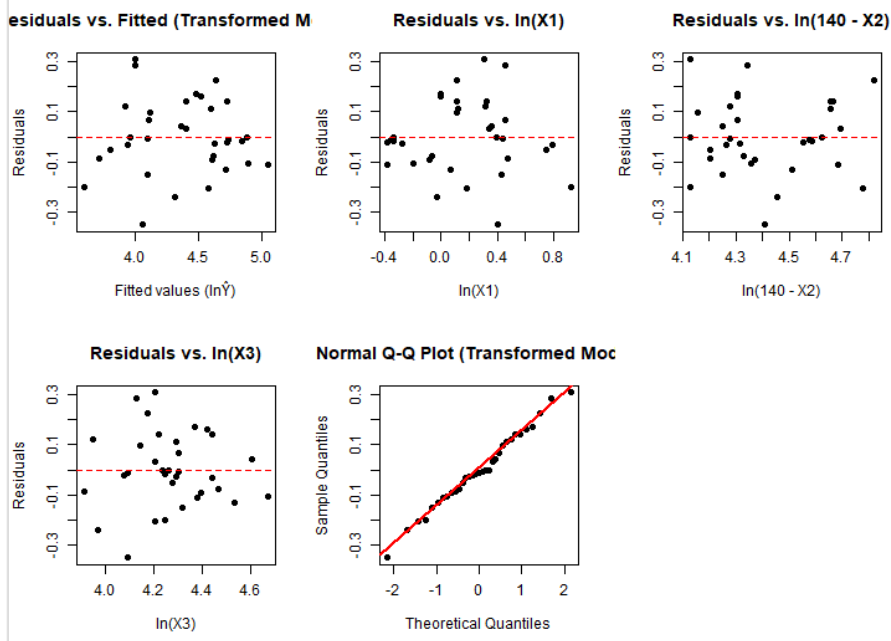 esiduals vs. Fitted (Transformed M
Residuals vs. ln(X1)
Residuals vs. ln(140 - X2)
Residuals
0.3
0.1
-0.1
-0.3
4.0 4.5 5.0
Fitted values (lnŶ)
Residuals
0.3
0.1
-0.1
-0.3
-0.4 0.0 0.4 0.8
ln(X1)
Residuals
0.3
0.1
-0.1
-0.3
4.1 4.3 4.5 4.7
ln(140 - X2)
Residuals vs. ln(X3)
Normal Q-Q Plot (Transformed Moc
Residuals
0.3
0.1
-0.1
-0.3
4.0 4.2 4.4 4.6
ln(X3)
Sample Quantiles
0.3
0.1
-0.1
-0.3
-2 -1 0 1 2
Theoretical Quantiles